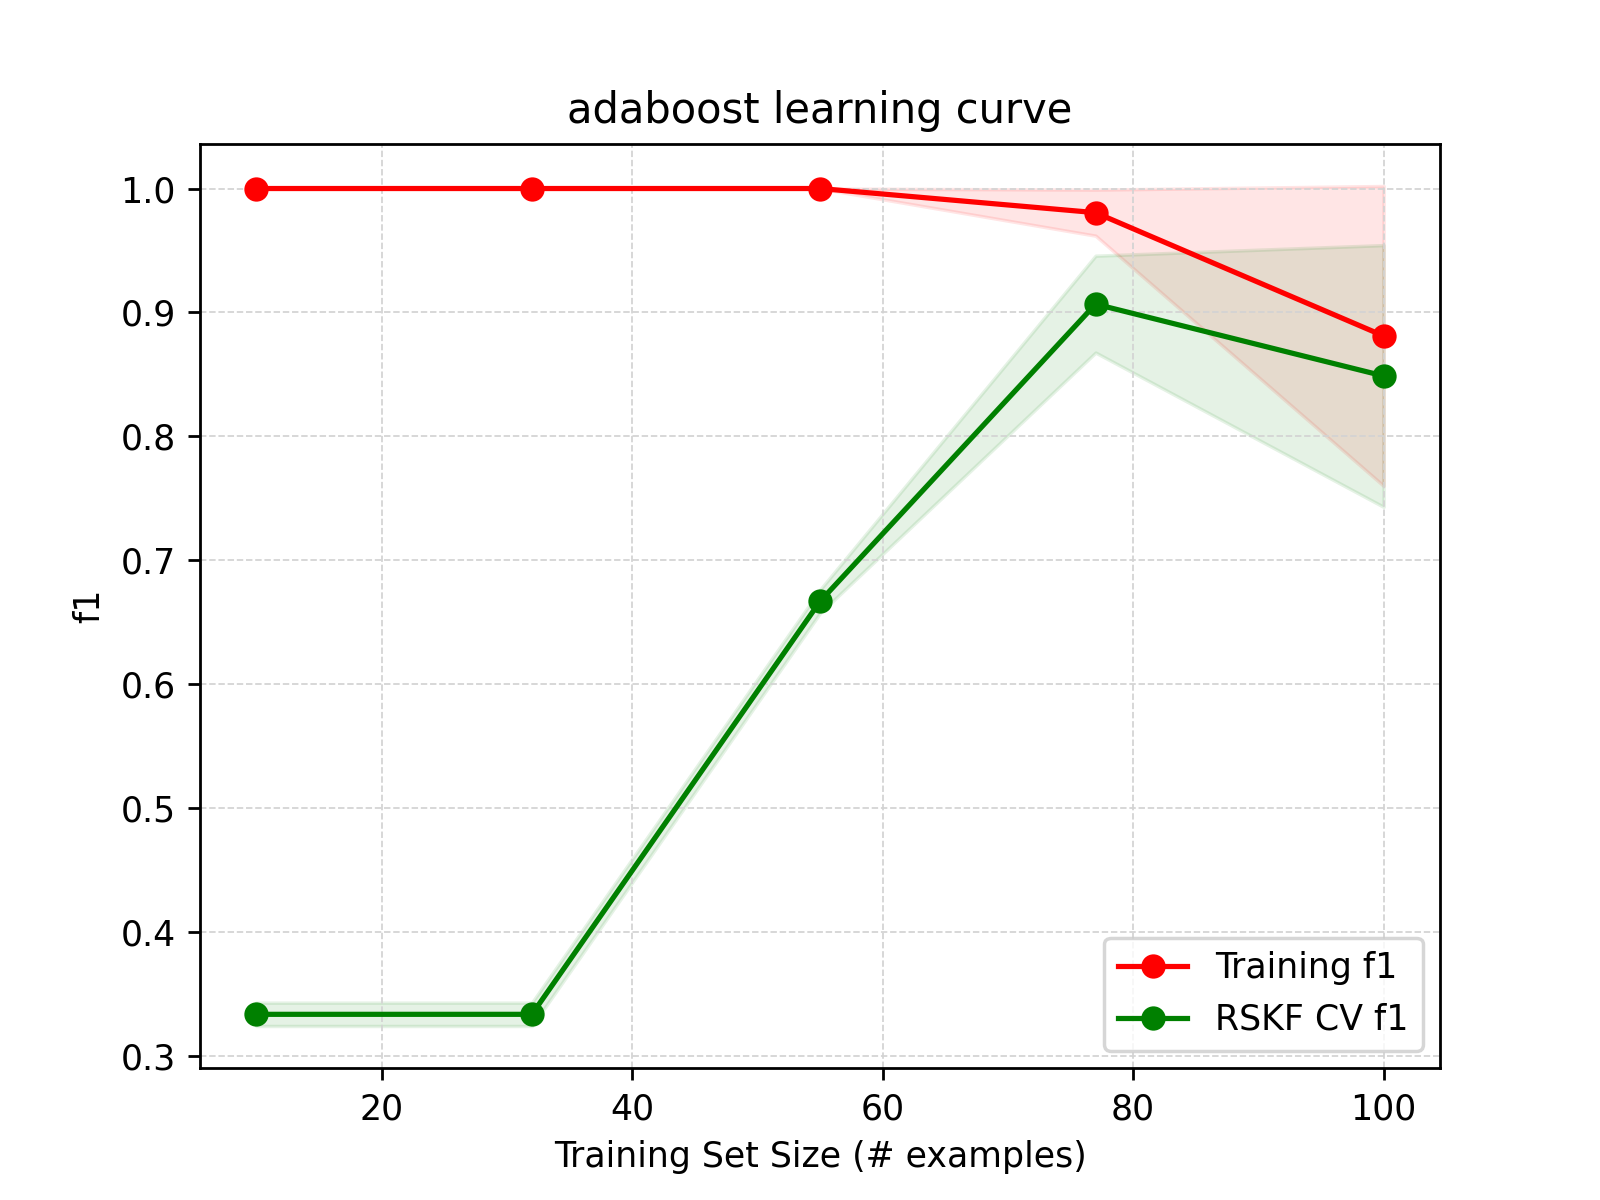 adaboost learning curve
1.0
0.9
0.8
0.7
0.6
0.5
0.4
0.3
f1
Training f1
RSKF CV f1
20 40 60 80 100
Training Set Size (# examples)